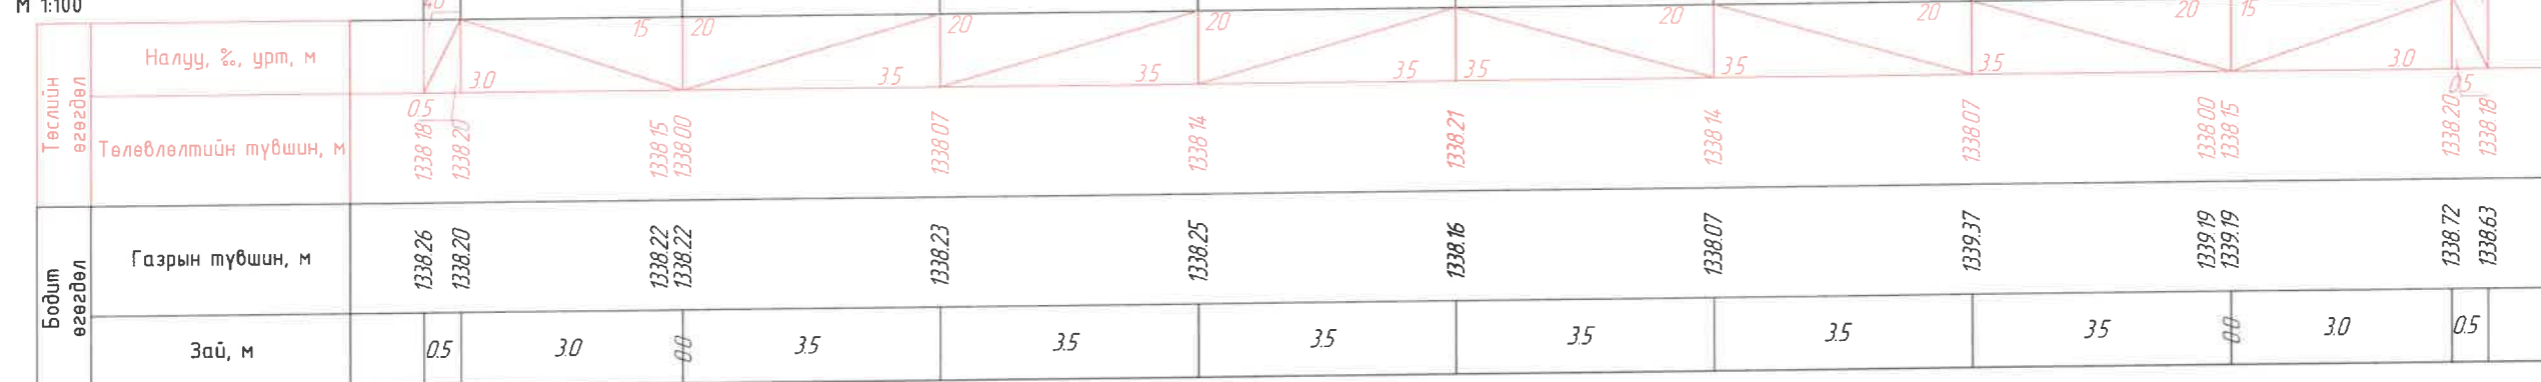 М 1:100
40 15 20 20 20 20 20 20 15
Төслийн өгөгдөл
Налуу, ‰, урт, м
0.5 3.0 3.5 3.5 3.5 3.5 3.5 3.5 3.0 0.5
Төлөвлөлтийн түвшин, м
1338.18 1338.20 1338.15 1338.00 1338.07 1338.14 1338.21 1338.14 1338.07 1338.00 1338.15 1338.20 1338.18
Бодит өгөгдөл
Газрын түвшин, м
1338.26 1338.20 1338.22 1338.22 1338.23 1338.25 1338.16 1338.07 1339.37 1339.19 1339.19 1338.72 1338.63
Зай, м
0.5 3.0 0.0 3.5 3.5 3.5 3.5 3.5 3.5 0.0 3.0 0.5